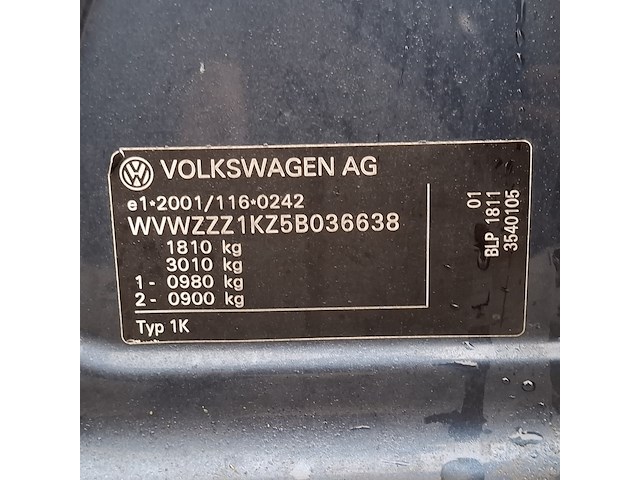 VOLKSWAGEN AG
e1*2001/116*0242
WVWZZZ1KZ5B036638
1810 kg
3010 kg
1- 0980 kg
2- 0900 kg
Typ 1K
01
BLP 1811
3540105